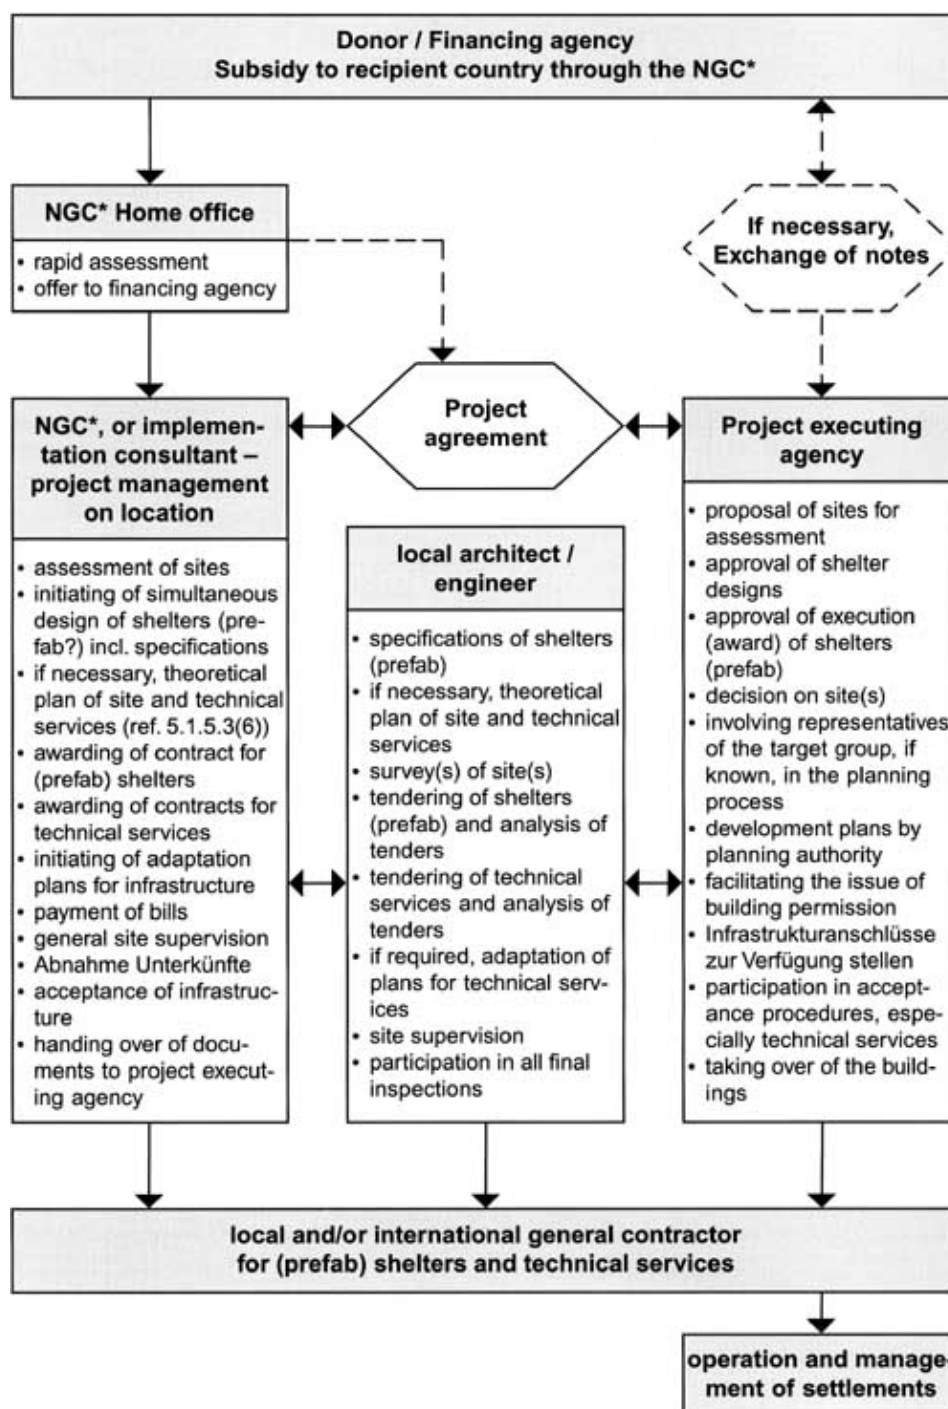 Donor / Financing agency
Subsidy to recipient country through the NGC*
NGC* Home office
• rapid assessment
• offer to financing agency
If necessary,
Exchange of notes
Project
agreement
NGC*, or implemen-
tation consultant –
project management
on location
• assessment of sites
• initiating of simultaneous
design of shelters (pre-
fab?) incl. specifications
• if necessary, theoretical
plan of site and technical
services (ref. 5.1.5.3(6))
• awarding of contract for
(prefab) shelters
• awarding of contracts for
technical services
• initiating of adaptation
plans for infrastructure
• payment of bills
• general site supervision
• Abnahme Unterkünfte
• acceptance of infrastruc-
ture
• handing over of docu-
ments to project execut-
ing agency
local architect /
engineer
• specifications of shelters
(prefab)
• if necessary, theoretical
plan of site and technical
services
• survey(s) of site(s)
• tendering of shelters
(prefab) and analysis of
tenders
• tendering of technical
services and analysis of
tenders
• if required, adaptation of
plans for technical serv-
ices
• site supervision
• participation in all final
inspections
Project executing
agency
• proposal of sites for
assessment
• approval of shelter
designs
• approval of execution
(award) of shelters
(prefab)
• decision on site(s)
• involving representatives
of the target group, if
known, in the planning
process
• development plans by
planning authority
• facilitating the issue of
building permission
• Infrastrukturanschlüsse
zur Verfügung stellen
• participation in accept-
ance procedures, espe-
cially technical services
• taking over of the build-
ings
local and/or international general contractor
for (prefab) shelters and technical services
operation and manage-
ment of settlements